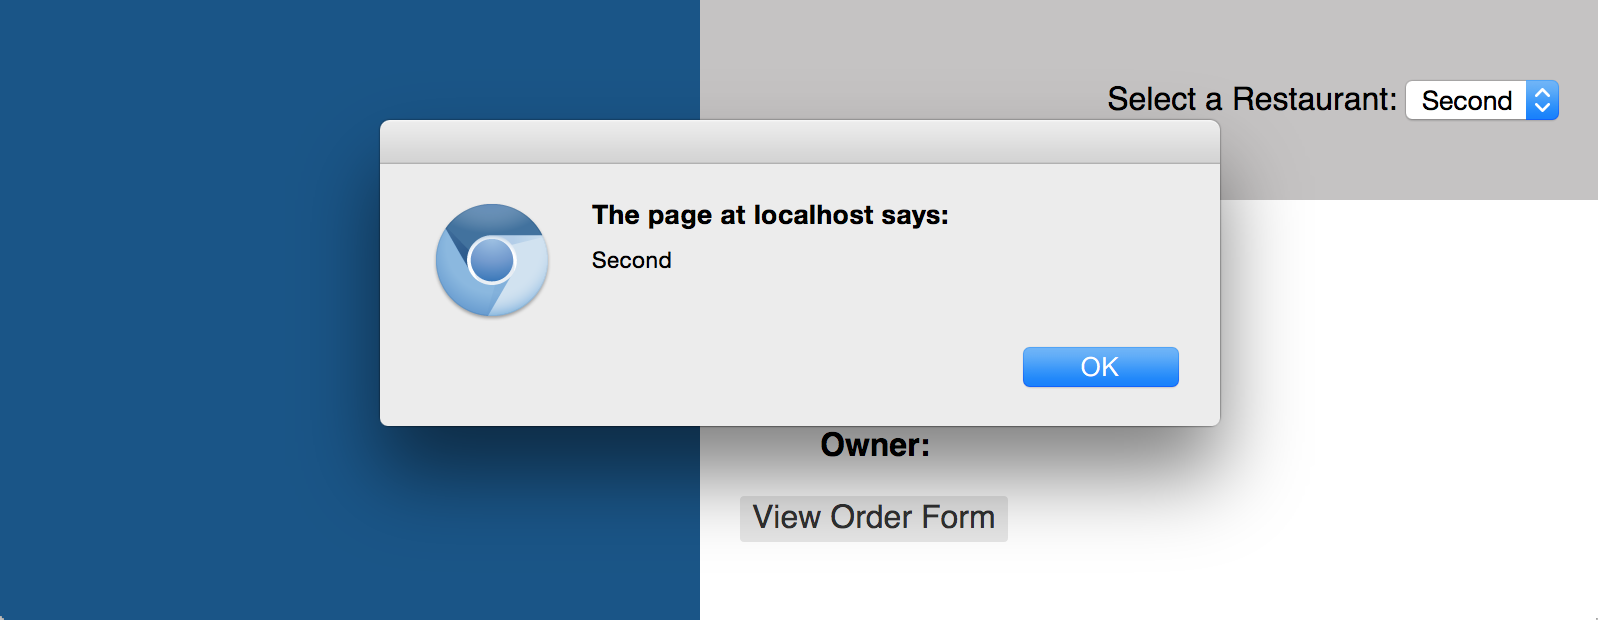 Select a Restaurant: Second
The page at localhost says:
Second
OK
Owner:
View Order Form